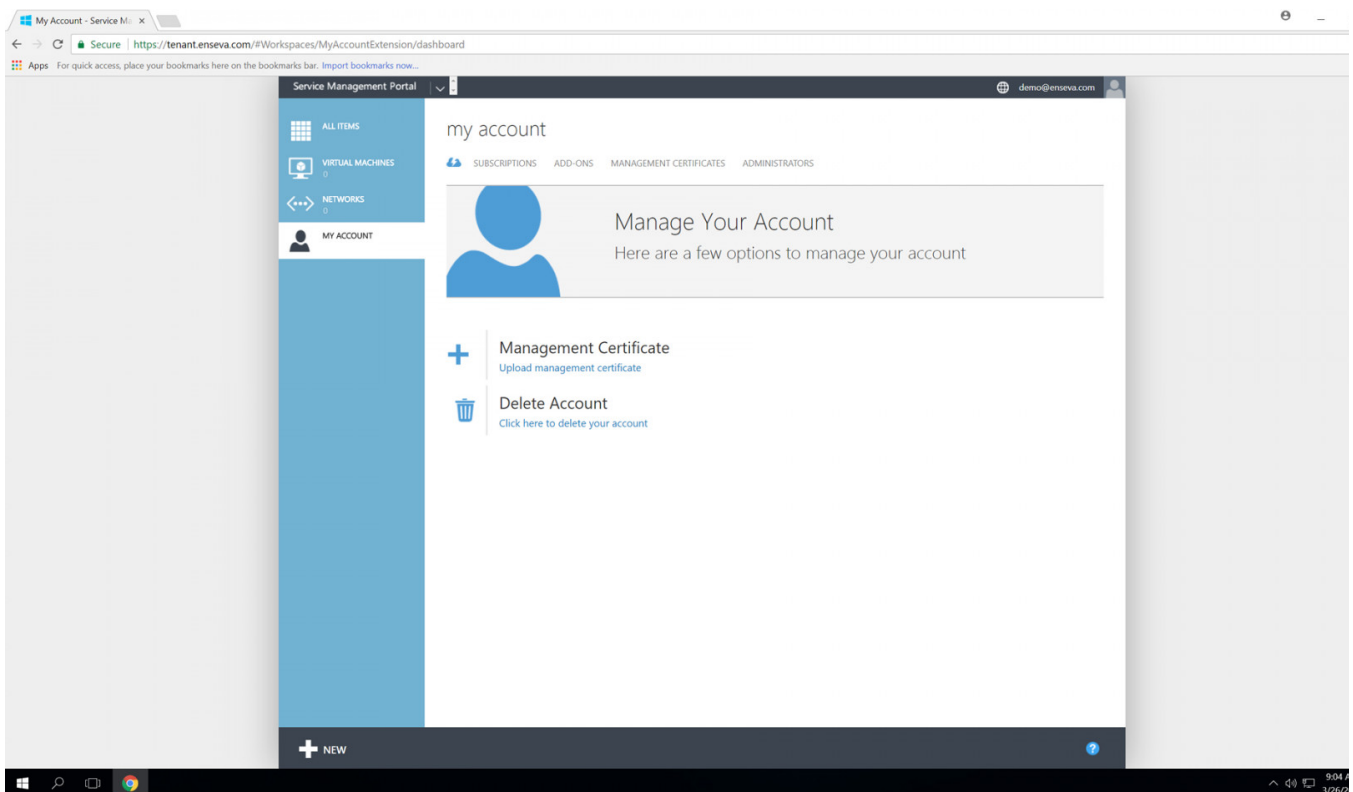 My Account - Service Ma
Secure https://tenant.enseva.com/#Workspaces/MyAccountExtension/dashboard
Apps For quick access, place your bookmarks here on the bookmarks bar. Import bookmarks now...
Service Management Portal
demo@enseva.com
ALL ITEMS
VIRTUAL MACHINES
0
NETWORKS
0
MY ACCOUNT
my account
SUBSCRIPTIONS ADD-ONS MANAGEMENT CERTIFICATES ADMINISTRATORS
Manage Your Account
Here are a few options to manage your account
Management Certificate
Upload management certificate
Delete Account
Click here to delete your account
NEW
?
9:04 A
3/26/2